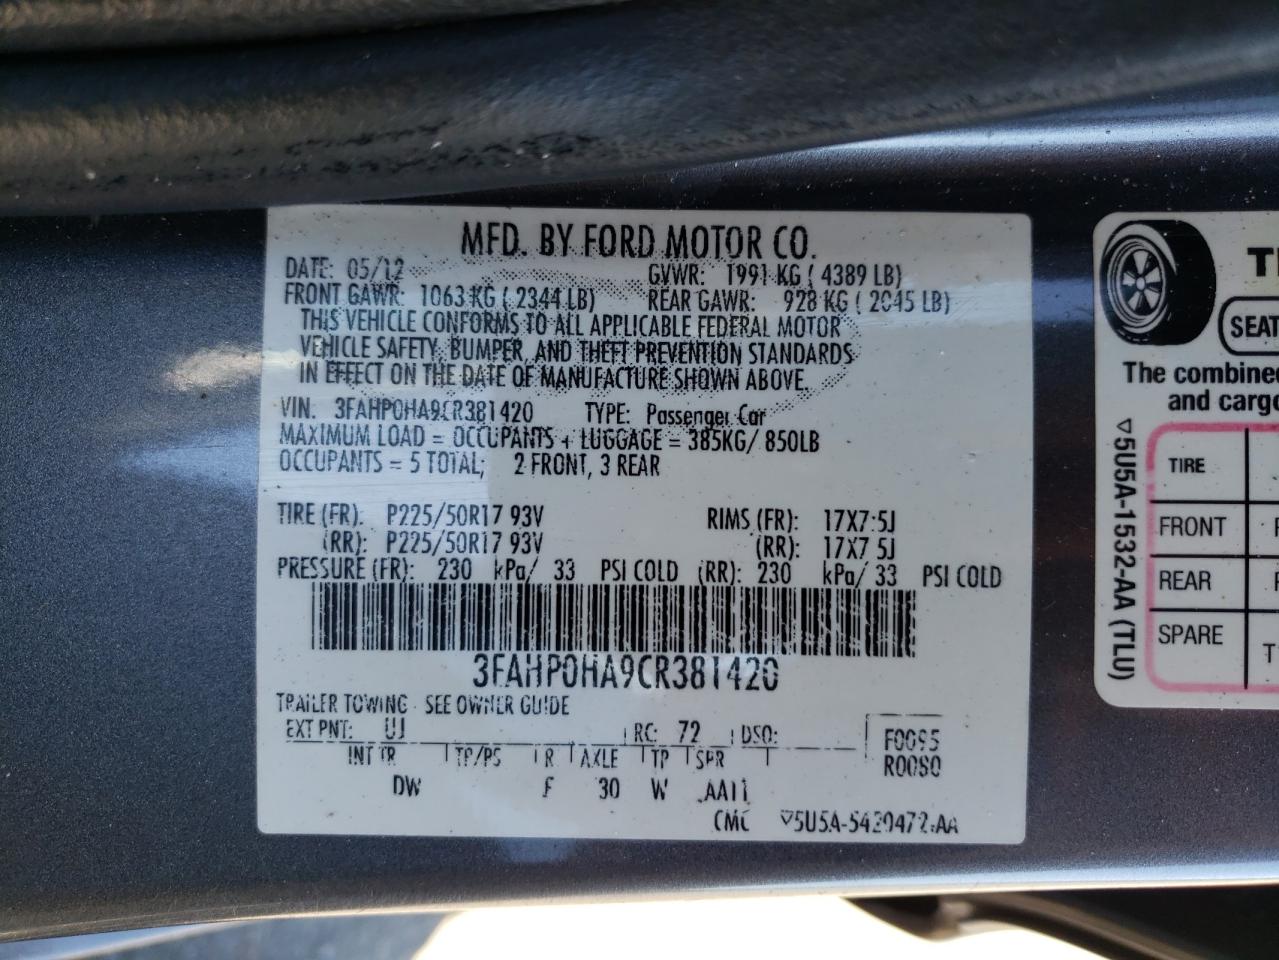 MFD. BY FORD MOTOR CO.
DATE: 05/12 GVWR: 1991 KG ( 4389 LB)
FRONT GAWR: 1063 KG ( 2344 LB) REAR GAWR: 928 KG ( 2045 LB)
THIS VEHICLE CONFORMS TO ALL APPLICABLE FEDERAL MOTOR
VEHICLE SAFETY, BUMPER, AND THEFT PREVENTION STANDARDS
IN EFFECT ON THE DATE OF MANUFACTURE SHOWN ABOVE.
VIN: 3FAHP0HA9CR381420 TYPE: Passenger Car
MAXIMUM LOAD = OCCUPANTS + LUGGAGE = 385KG/ 850LB
OCCUPANTS = 5 TOTAL; 2 FRONT, 3 REAR
TIRE (FR): P225/50R17 93V RIMS (FR): 17X7.5J
(RR): P225/50R17 93V (RR): 17X7.5J
PRESSURE (FR): 230 kPa/ 33 PSI COLD (RR): 230 kPa/ 33 PSI COLD
3FAHP0HA9CR381420
TRAILER TOWING - SEE OWNER GUIDE
EXT PNT: UJ RC: 72 DSO: F0095
INT TR TP/PS R AXLE TP SPR R0080
DW F 30 W AA11
CMC ▽5U5A-5420472-AA
SEAT
The combined
and cargo
▽5U5A-1532-AA (TLU)
TIRE
FRONT
REAR
SPARE